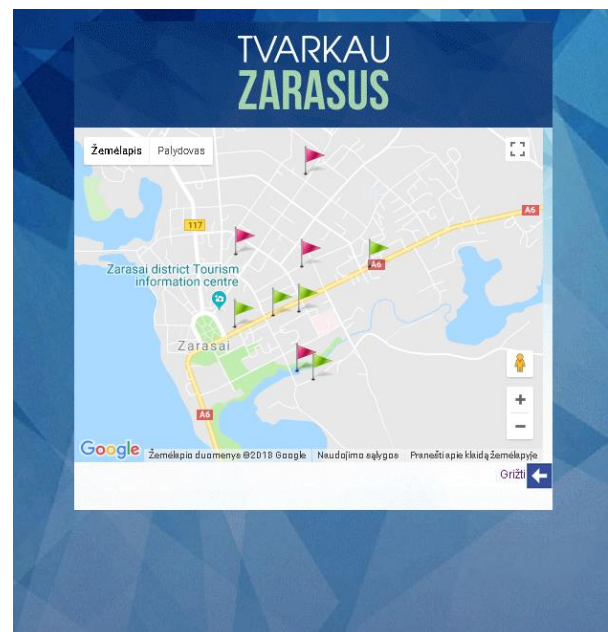 TVARKAU
ZARASUS
Žemėlapis Palydovas
A6
117
A6
Zarasai district Tourism
information centre
Zarasai
A6
Google Žemėlapio duomenys ©2018 Google Naudojimo sąlygos Pranešti apie klaidą žemėlapyje
Grįžti